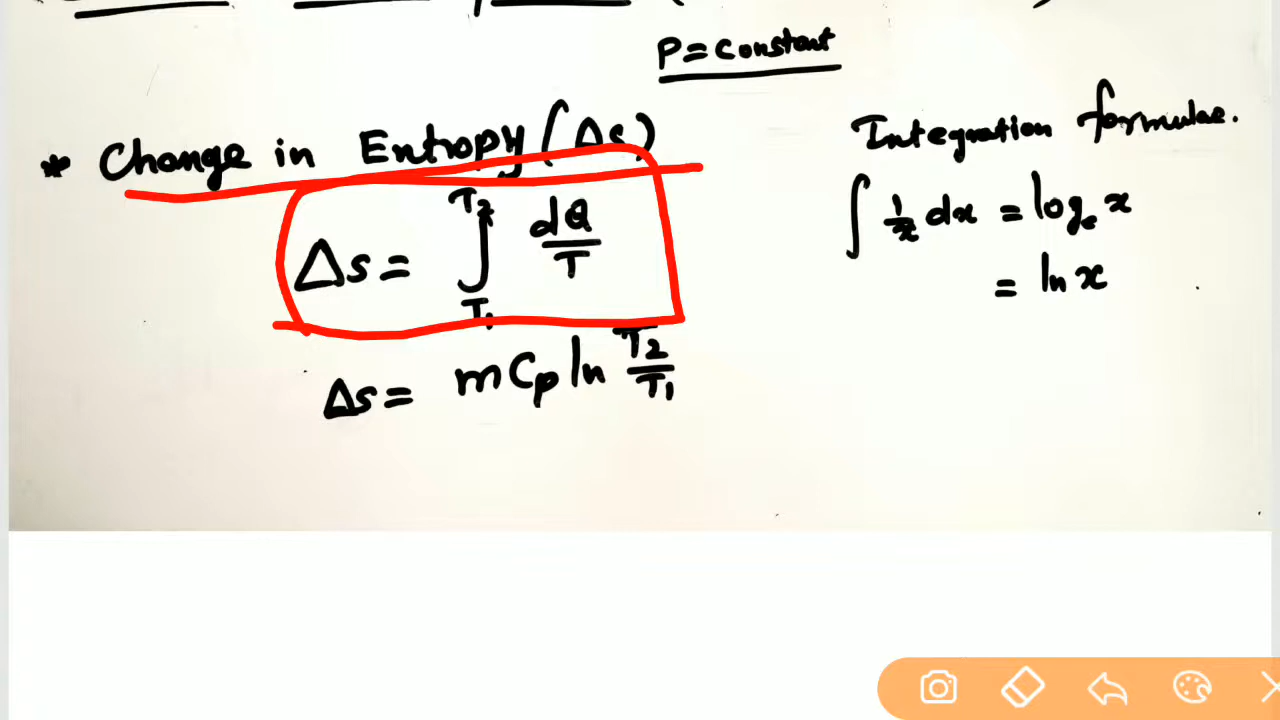 P = constant
* Change in Entropy (Δs)
Δs = ∫_{T₁}^{T₂} dQ/T
Δs = m Cp ln T₂/T₁
Integration formulae.
∫ 1/x dx = logₑ x
= ln x